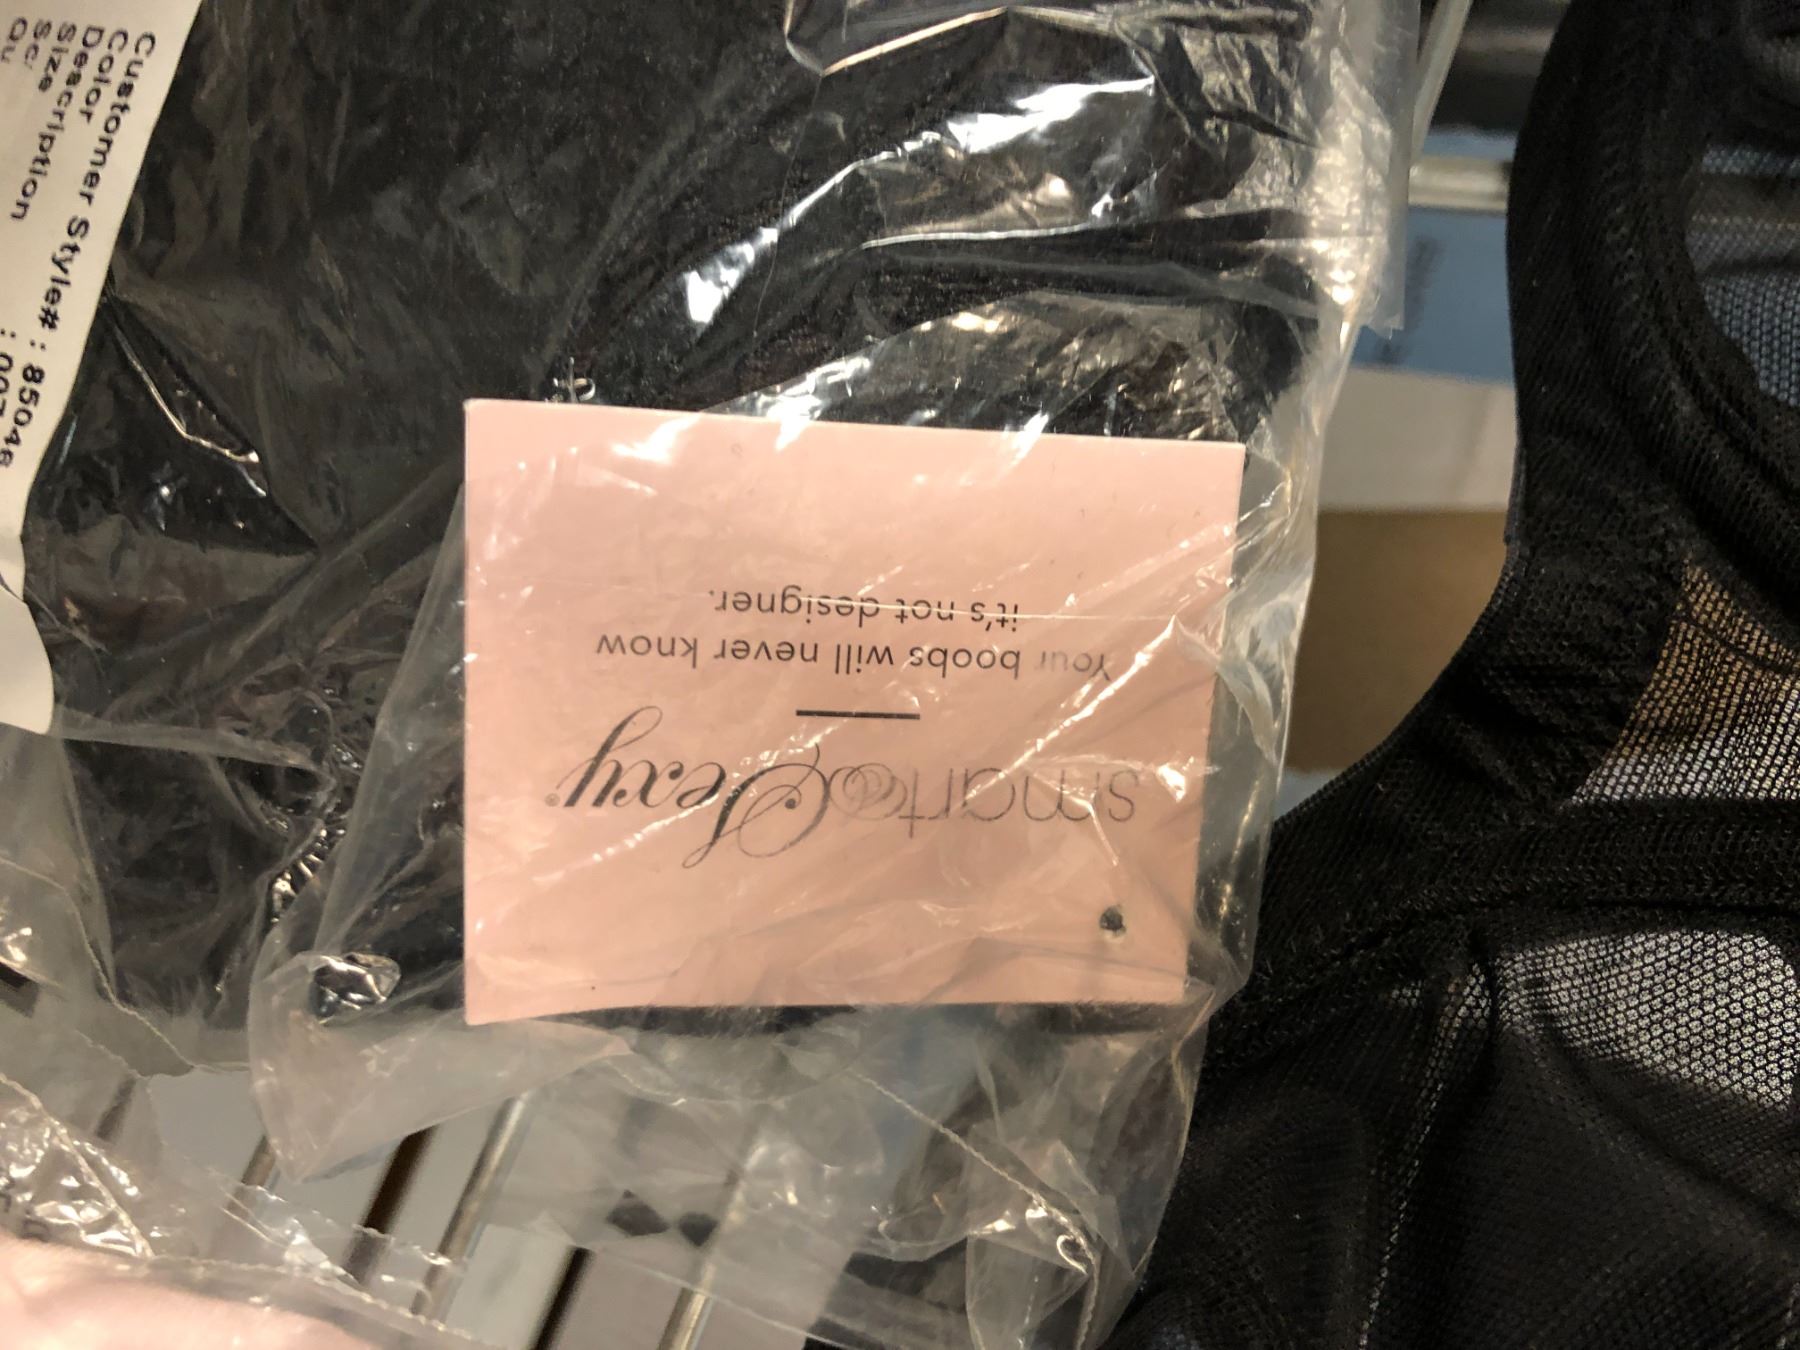 smart&Sexy®
Your boobs will never know
it's not designer.
Customer Style# : 85046
Color
Description
Size